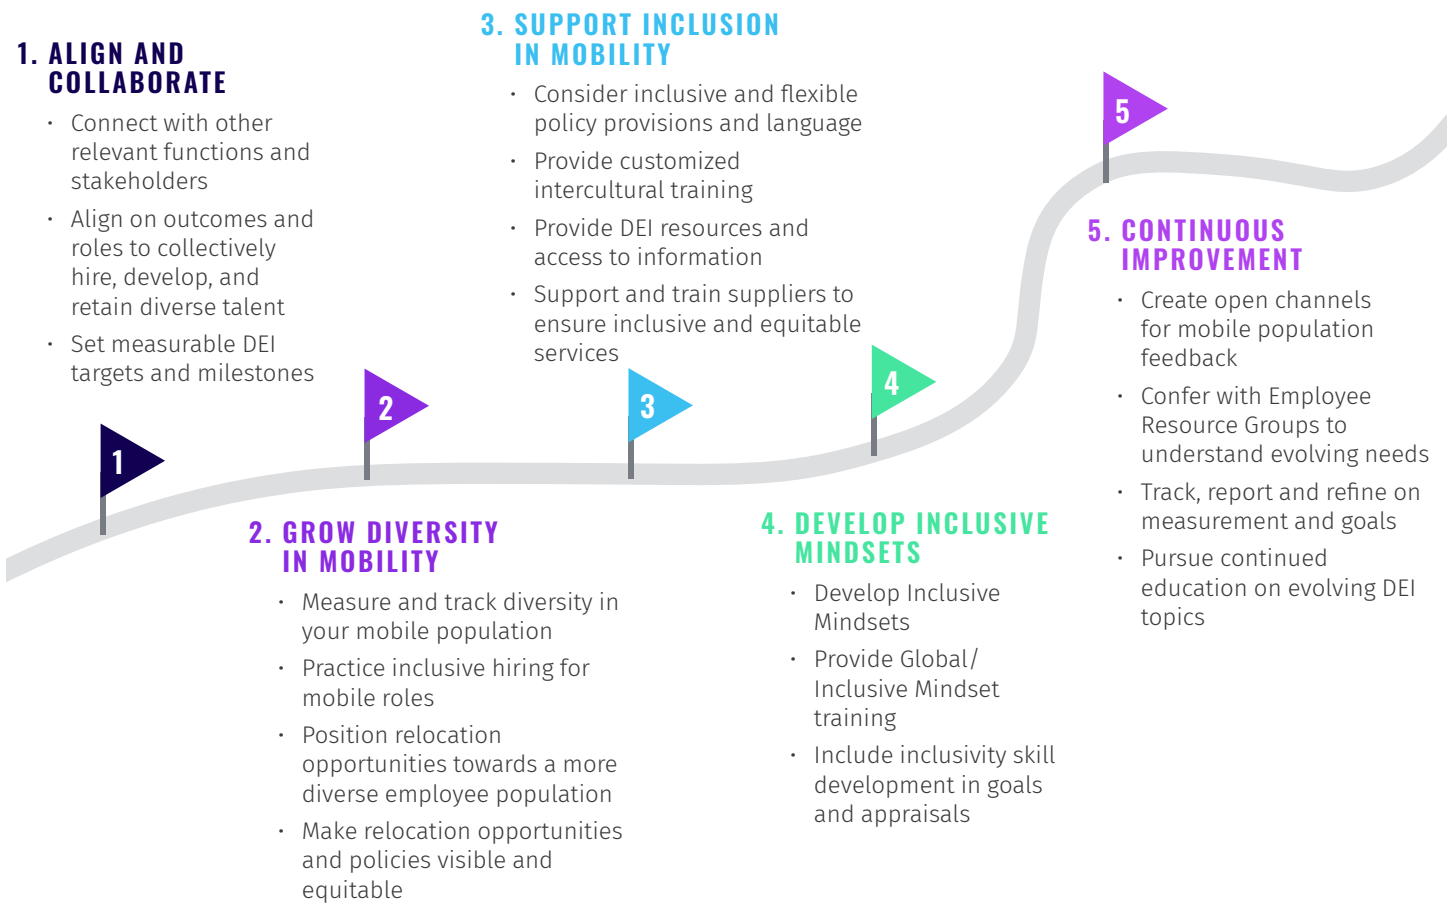 1. ALIGN AND
COLLABORATE
· Connect with other
relevant functions and
stakeholders
· Align on outcomes and
roles to collectively
hire, develop, and
retain diverse talent
· Set measurable DEI
targets and milestones
1
2. GROW DIVERSITY
IN MOBILITY
· Measure and track diversity in
your mobile population
· Practice inclusive hiring for
mobile roles
· Position relocation
opportunities towards a more
diverse employee population
· Make relocation opportunities
and policies visible and
equitable
2
3. SUPPORT INCLUSION
IN MOBILITY
· Consider inclusive and flexible
policy provisions and language
· Provide customized
intercultural training
· Provide DEI resources and
access to information
· Support and train suppliers to
ensure inclusive and equitable
services
3
4
4. DEVELOP INCLUSIVE
MINDSETS
· Develop Inclusive
Mindsets
· Provide Global/
Inclusive Mindset
training
· Include inclusivity skill
development in goals
and appraisals
5
5. CONTINUOUS
IMPROVEMENT
· Create open channels
for mobile population
feedback
· Confer with Employee
Resource Groups to
understand evolving needs
· Track, report and refine on
measurement and goals
· Pursue continued
education on evolving DEI
topics